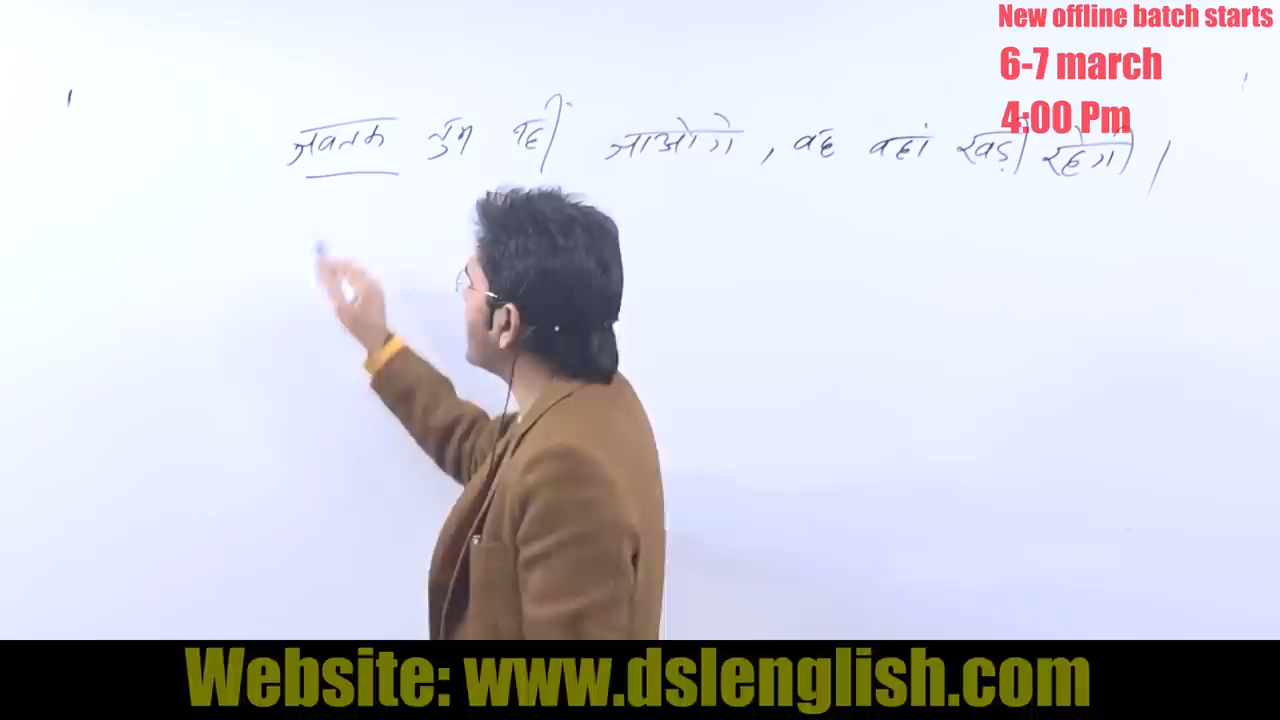 New offline batch starts
6-7 march
4:00 Pm
जबतक तुम नहीं जाओगे, वह वहां खड़ी रहेगी।
Website: www.dslenglish.com